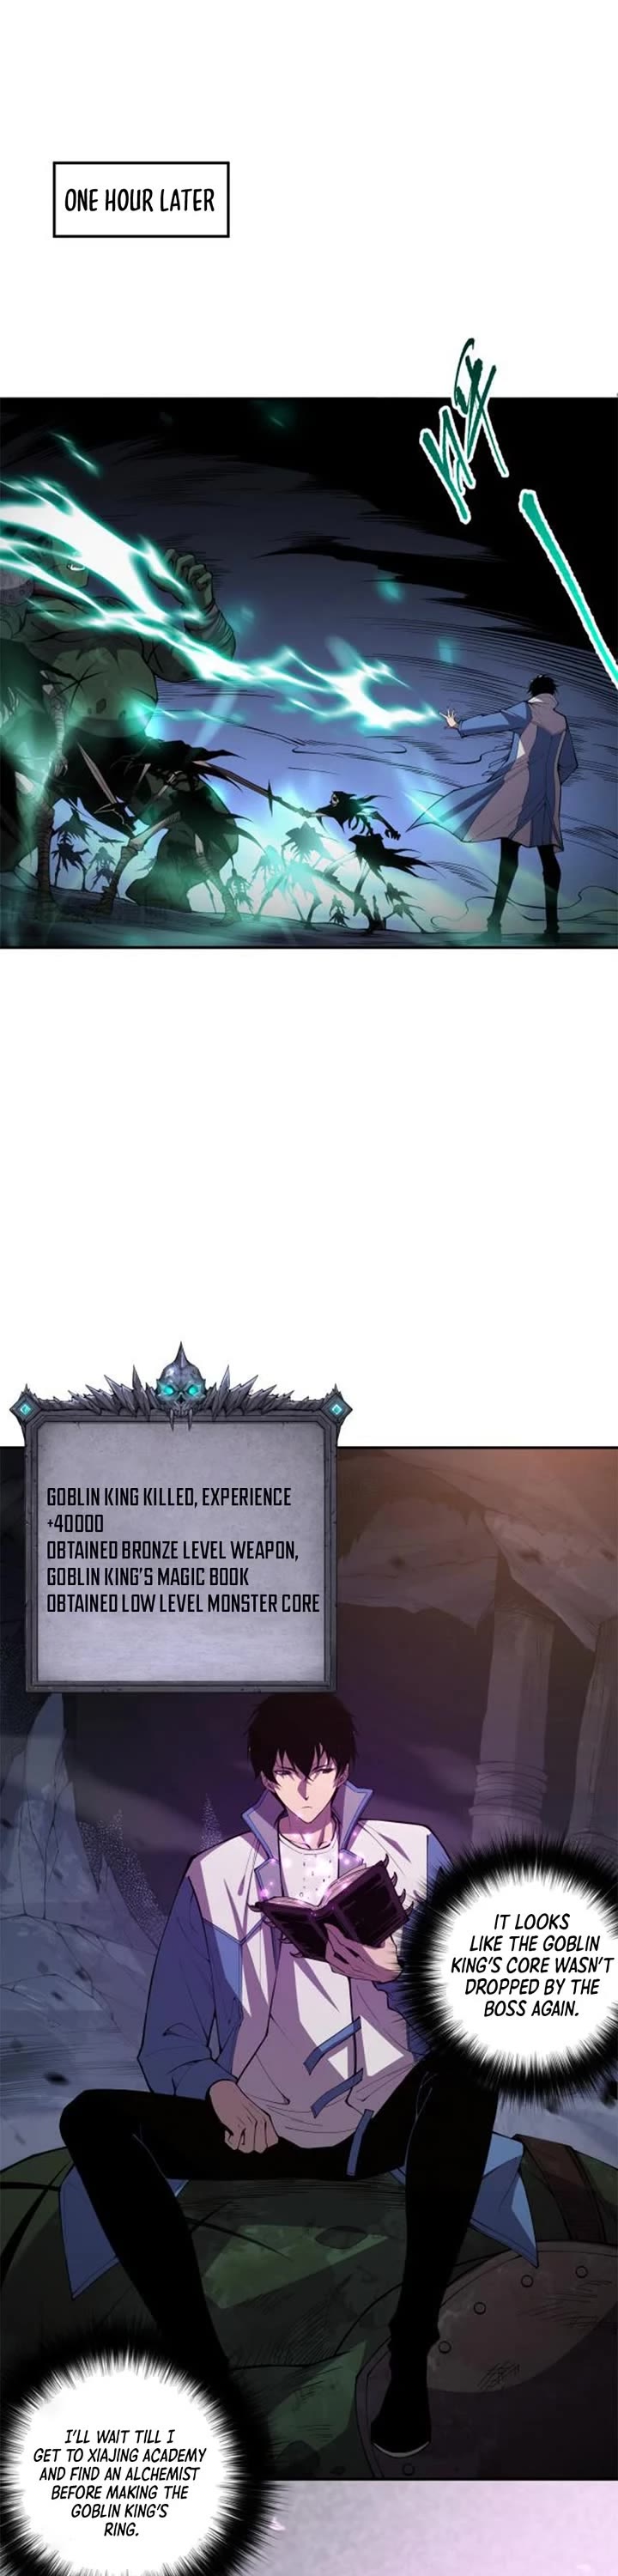 ONE HOUR LATER
GOBLIN KING KILLED, EXPERIENCE
+40000
OBTAINED BRONZE LEVEL WEAPON,
GOBLIN KING'S MAGIC BOOK
OBTAINED LOW LEVEL MONSTER CORE
IT LOOKS
LIKE THE GOBLIN
KING'S CORE WASN'T
DROPPED BY THE
BOSS AGAIN.
I'LL WAIT TILL I
GET TO XIAJING ACADEMY
AND FIND AN ALCHEMIST
BEFORE MAKING THE
GOBLIN KING'S
RING.